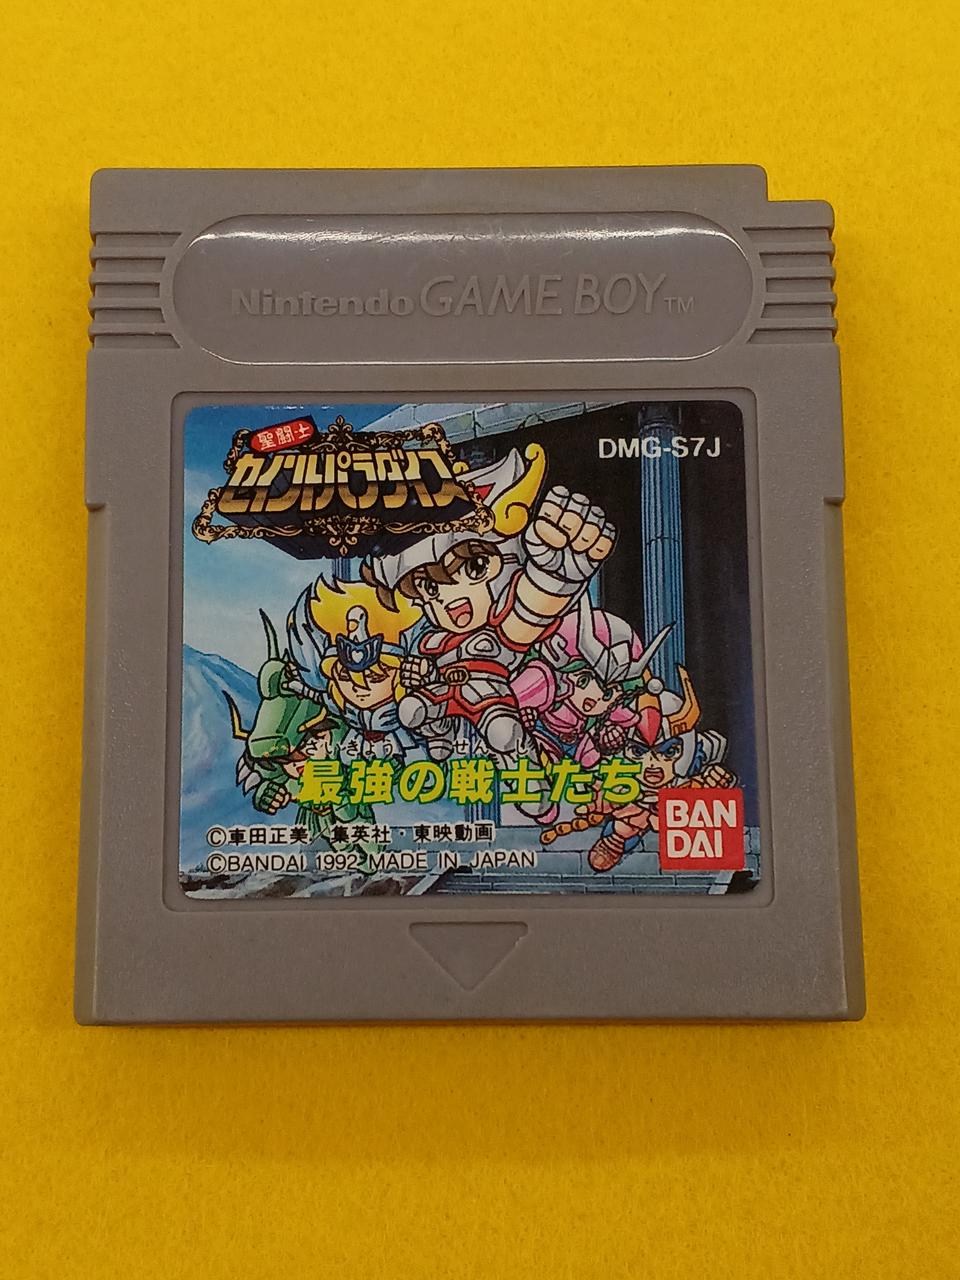 Nintendo GAME BOY TM
DMG-S7J
聖闘士
セイントパラダイス
さいきょう せんし
最強の戦士たち
©車田正美/集英社・東映動画
©BANDAI 1992 MADE IN JAPAN
BAN
DAI